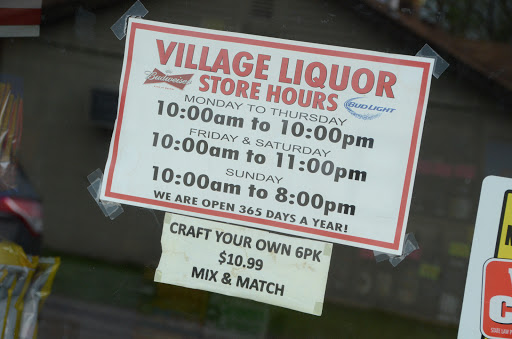 VILLAGE LIQUOR
STORE HOURS
Budweiser
BUD LIGHT
MONDAY TO THURSDAY
10:00am to 10:00pm
FRIDAY & SATURDAY
10:00am to 11:00pm
SUNDAY
10:00am to 8:00pm
WE ARE OPEN 365 DAYS A YEAR!
CRAFT YOUR OWN 6PK
$10.99
MIX & MATCH